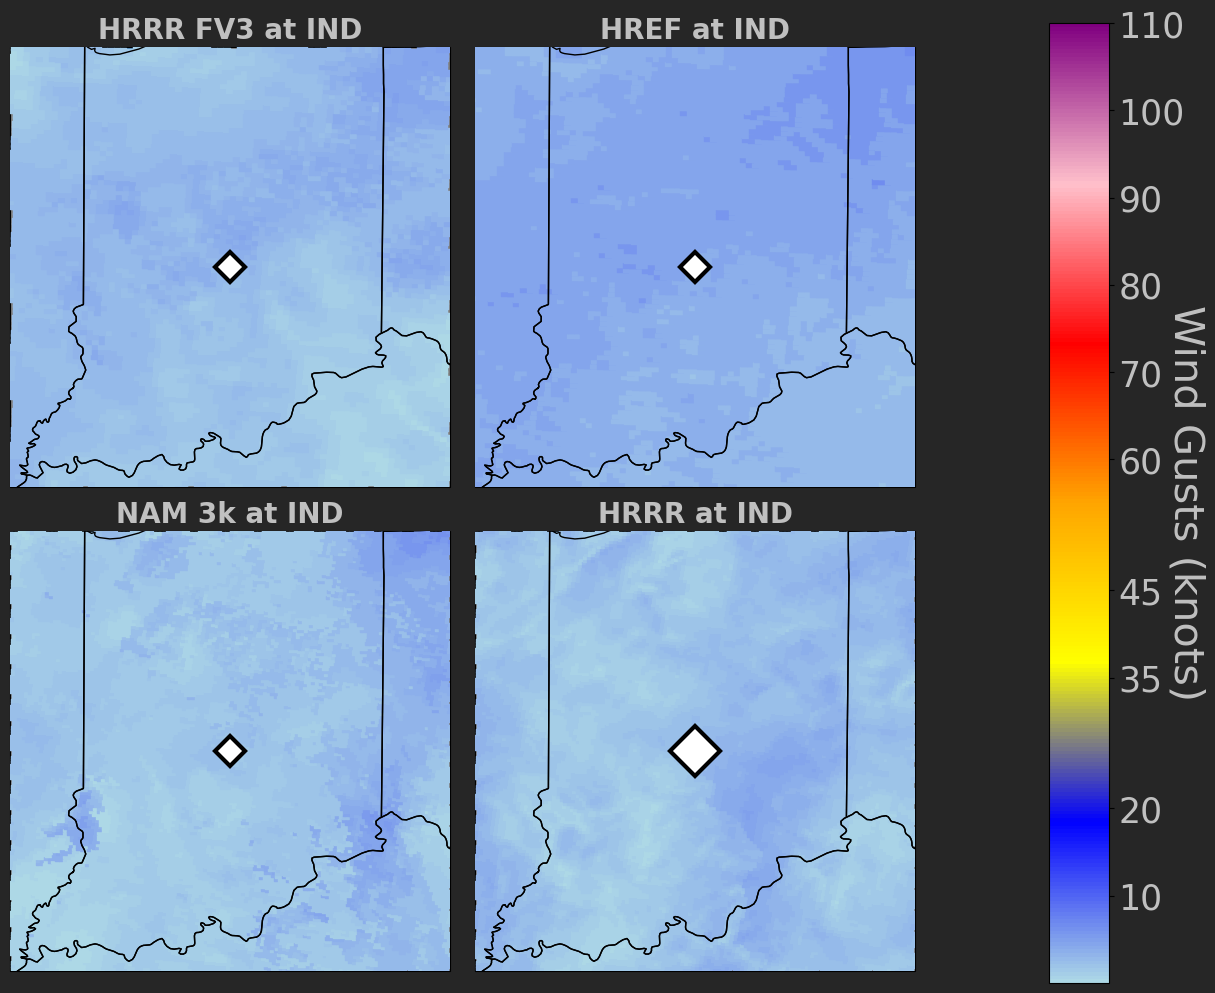 HRRR FV3 at IND
HREF at IND
NAM 3k at IND
HRRR at IND
110
100
90
80
70
60
45
35
20
10
Wind Gusts (knots)